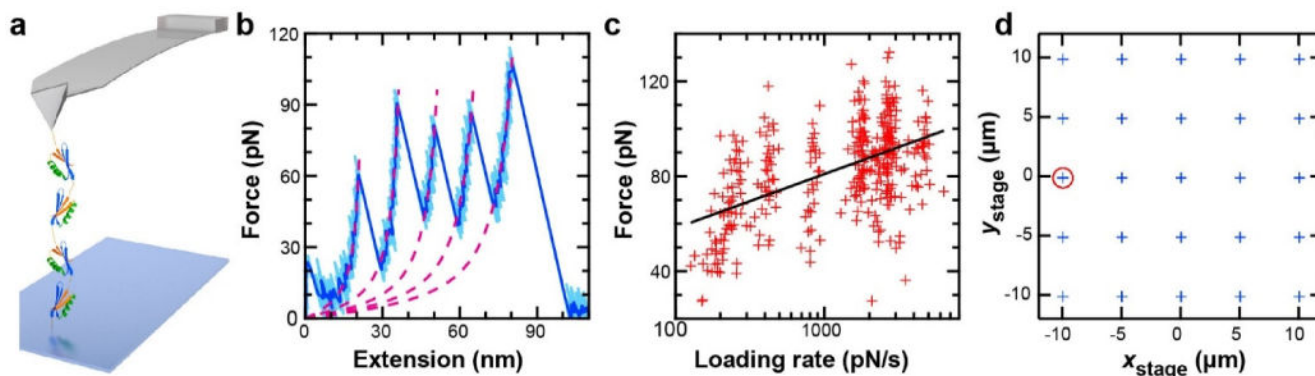 a
b
120
90
60
30
0
Force (pN)
0
30
60
90
Extension (nm)
c
120
80
40
Force (pN)
100
1000
Loading rate (pN/s)
d
10
5
0
-5
-10
ystage (µm)
-10
-5
0
5
10
xstage (µm)